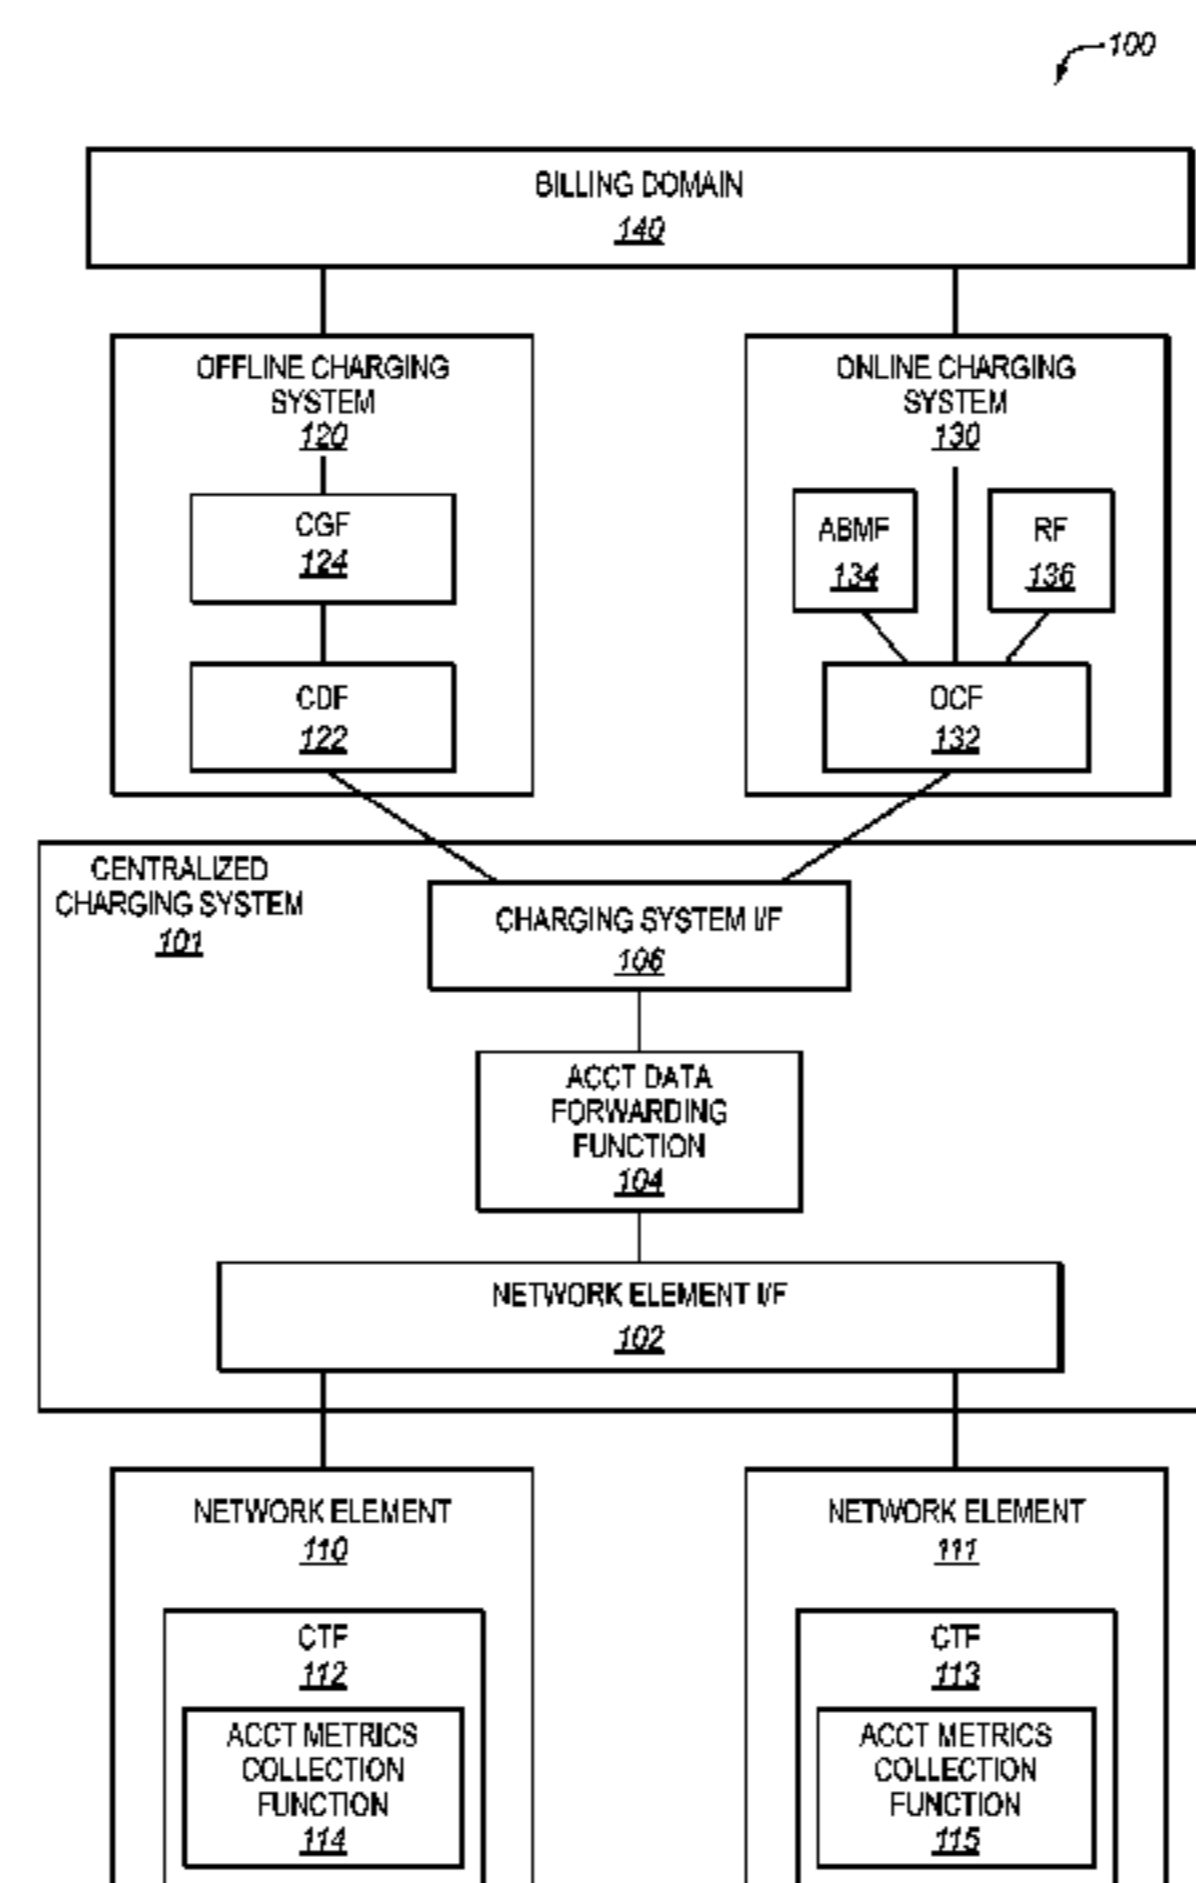 100
BILLING DOMAIN
140
OFFLINE CHARGING
SYSTEM
120
CGF
124
CDF
122
ONLINE CHARGING
SYSTEM
130
ABMF
134
RF
136
OCF
132
CENTRALIZED
CHARGING SYSTEM
101
CHARGING SYSTEM I/F
106
ACCT DATA
FORWARDING
FUNCTION
104
NETWORK ELEMENT I/F
102
NETWORK ELEMENT
110
CTF
112
ACCT METRICS
COLLECTION
FUNCTION
114
NETWORK ELEMENT
111
CTF
113
ACCT METRICS
COLLECTION
FUNCTION
115